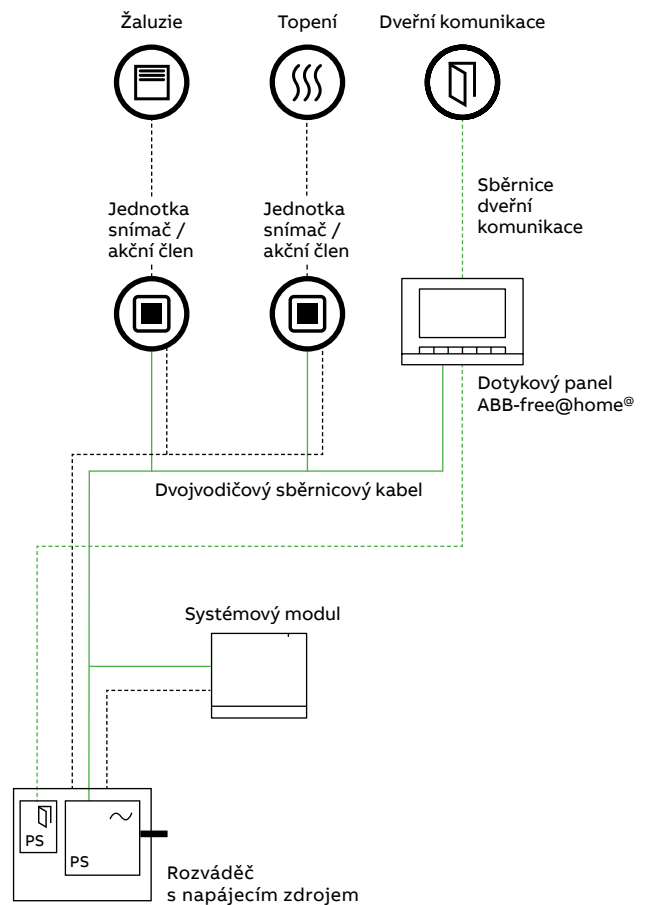 Žaluzie
Topení
Dveřní komunikace
Sběrnice
dveřní
komunikace
Jednotka
snímač /
akční člen
Jednotka
snímač /
akční člen
Dotykový panel
ABB-free@home@
Dvojvodičový sběrnicový kabel
Systémový modul
PS
PS
Rozváděč
s napájecím zdrojem